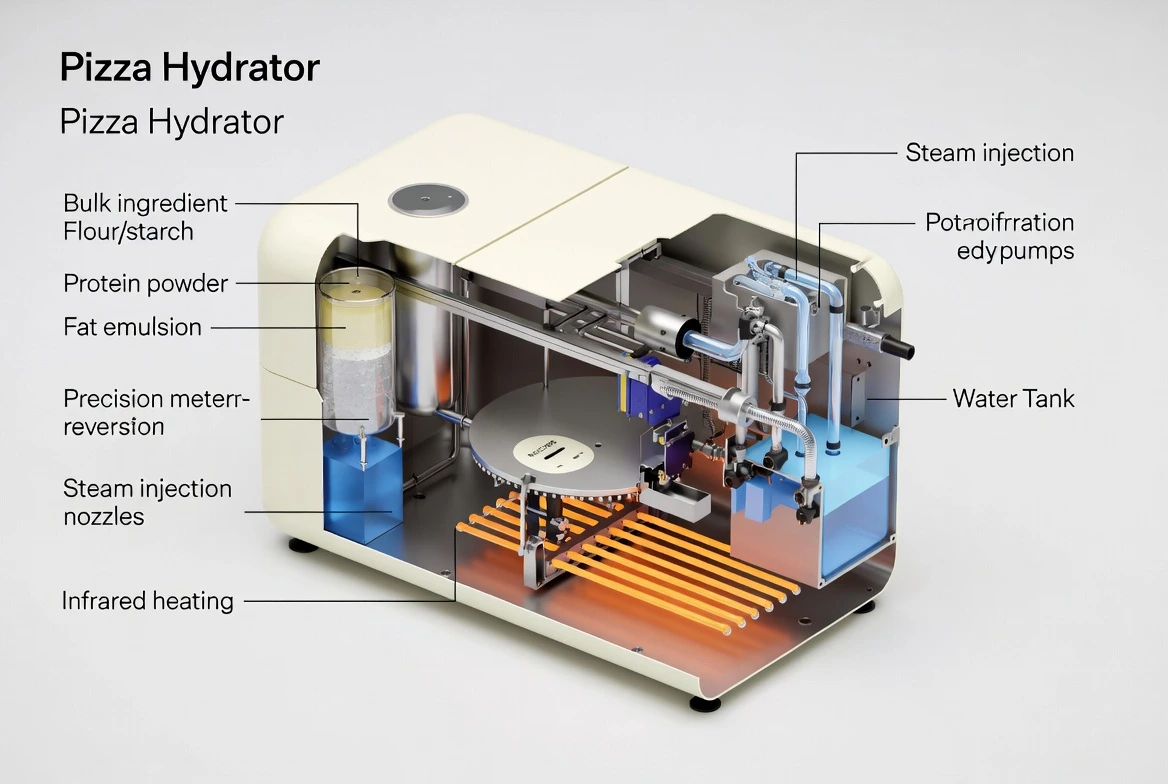 Pizza Hydrator
Pizza Hydrator
Bulk ingredient
Flour/starch
Protein powder
Fat emulsion
Precision meterr-
reversion
Steam injection
nozzles
Infrared heating
Steam injection
edypumps
Water Tank